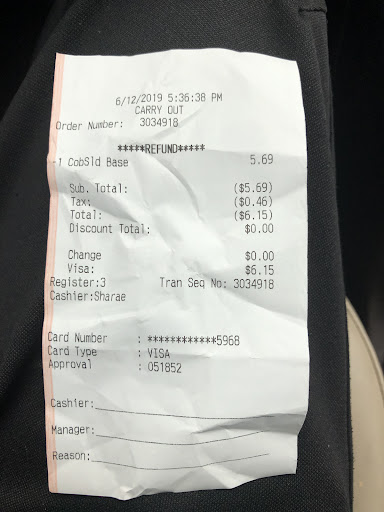 6/12/2019 5:36:38 PM
CARRY OUT
Order Number: 3034918
*****REFUND*****
-1 CobSld Base 5.69
Sub. Total: ($5.69)
Tax: ($0.46)
Total: ($6.15)
Discount Total: $0.00
Change $0.00
Visa: $6.15
Register:3 Tran Seq No: 3034918
Cashier:Sharae
Card Number : ************5968
Card Type : VISA
Approval : 051852
Cashier:
Manager:
Reason: